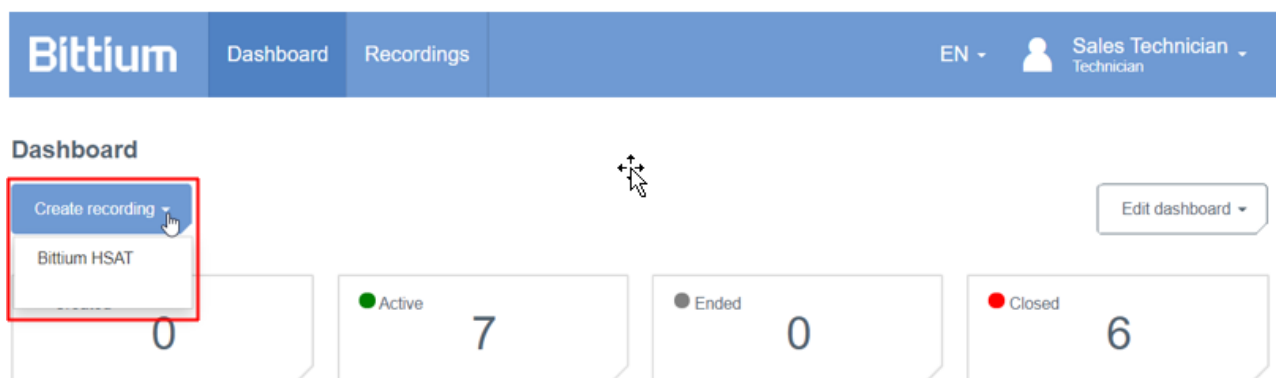 Bittium
Dashboard
Recordings
EN
Sales Technician
Technician
Dashboard
Create recording
Edit dashboard
Bittium HSAT
0
Active
7
Ended
0
Closed
6